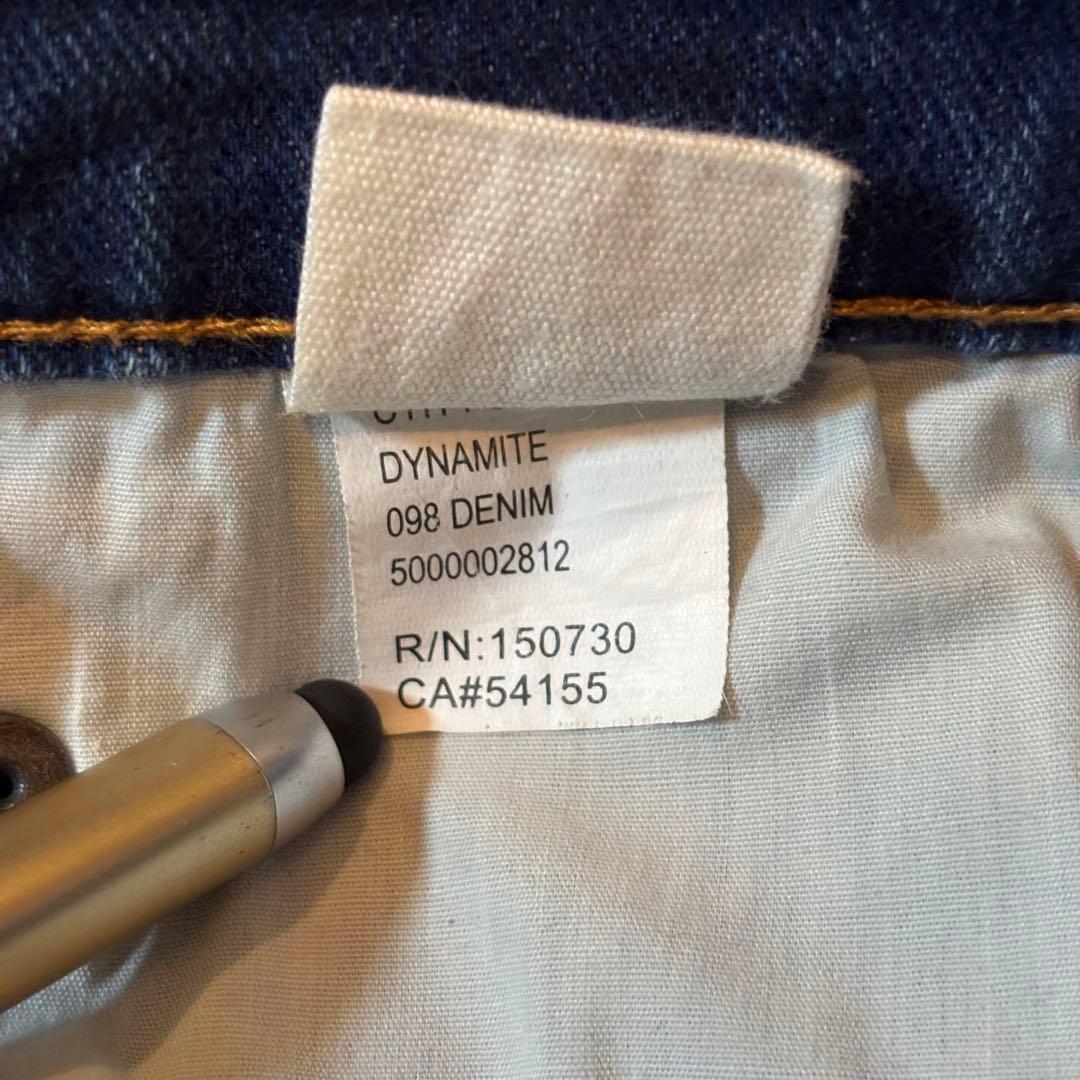 DYNAMITE
098 DENIM
5000002812
R/N:150730
CA#54155